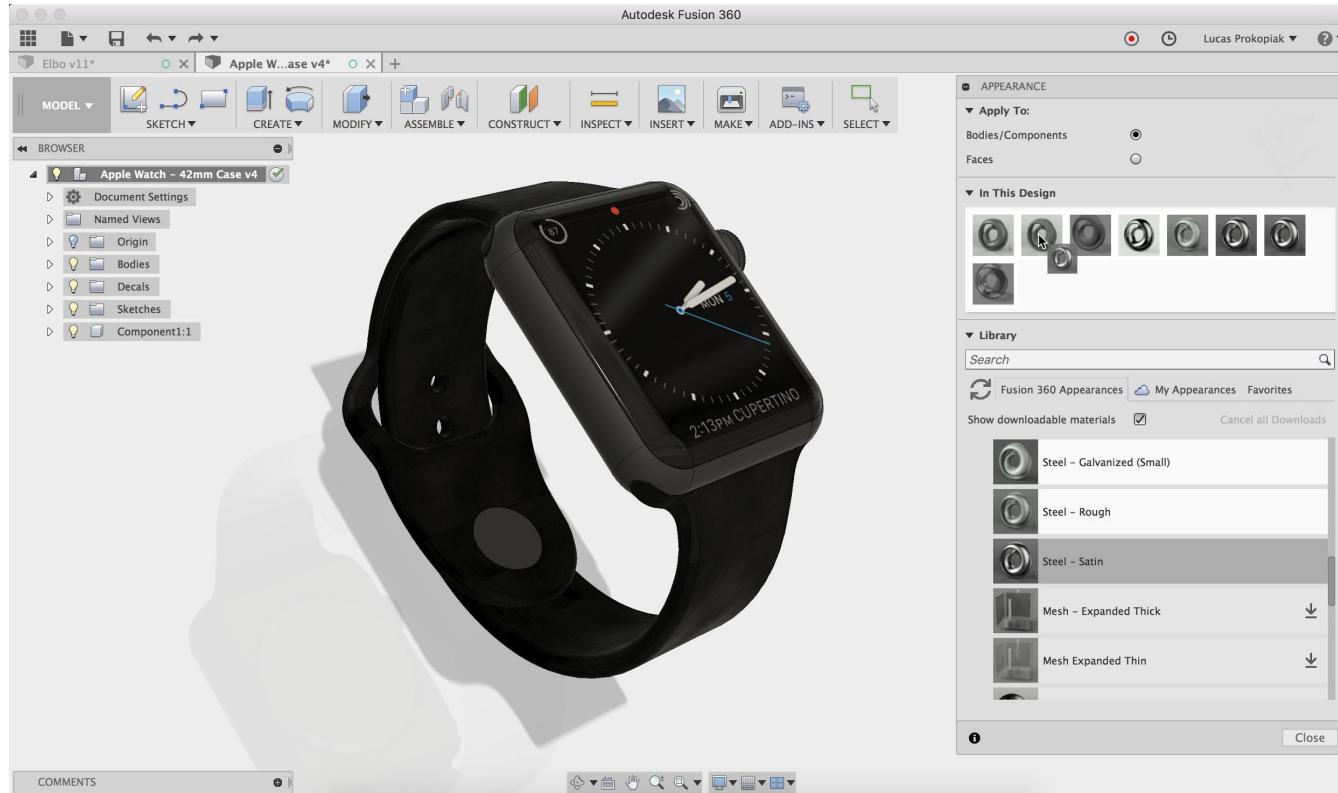 Autodesk Fusion 360
Lucas Prokopiak
Elbo v11*
Apple W...ase v4*
MODEL
SKETCH
CREATE
MODIFY
ASSEMBLE
CONSTRUCT
INSPECT
INSERT
MAKE
ADD-INS
SELECT
BROWSER
Apple Watch – 42mm Case v4
Document Settings
Named Views
Origin
Bodies
Decals
Sketches
Component1:1
87
MON 5
2:13PM CUPERTINO
APPEARANCE
Apply To:
Bodies/Components
Faces
In This Design
Library
Search
Fusion 360 Appearances
My Appearances
Favorites
Show downloadable materials
Cancel all Downloads
Steel – Galvanized (Small)
Steel – Rough
Steel – Satin
Mesh – Expanded Thick
Mesh Expanded Thin
Close
COMMENTS